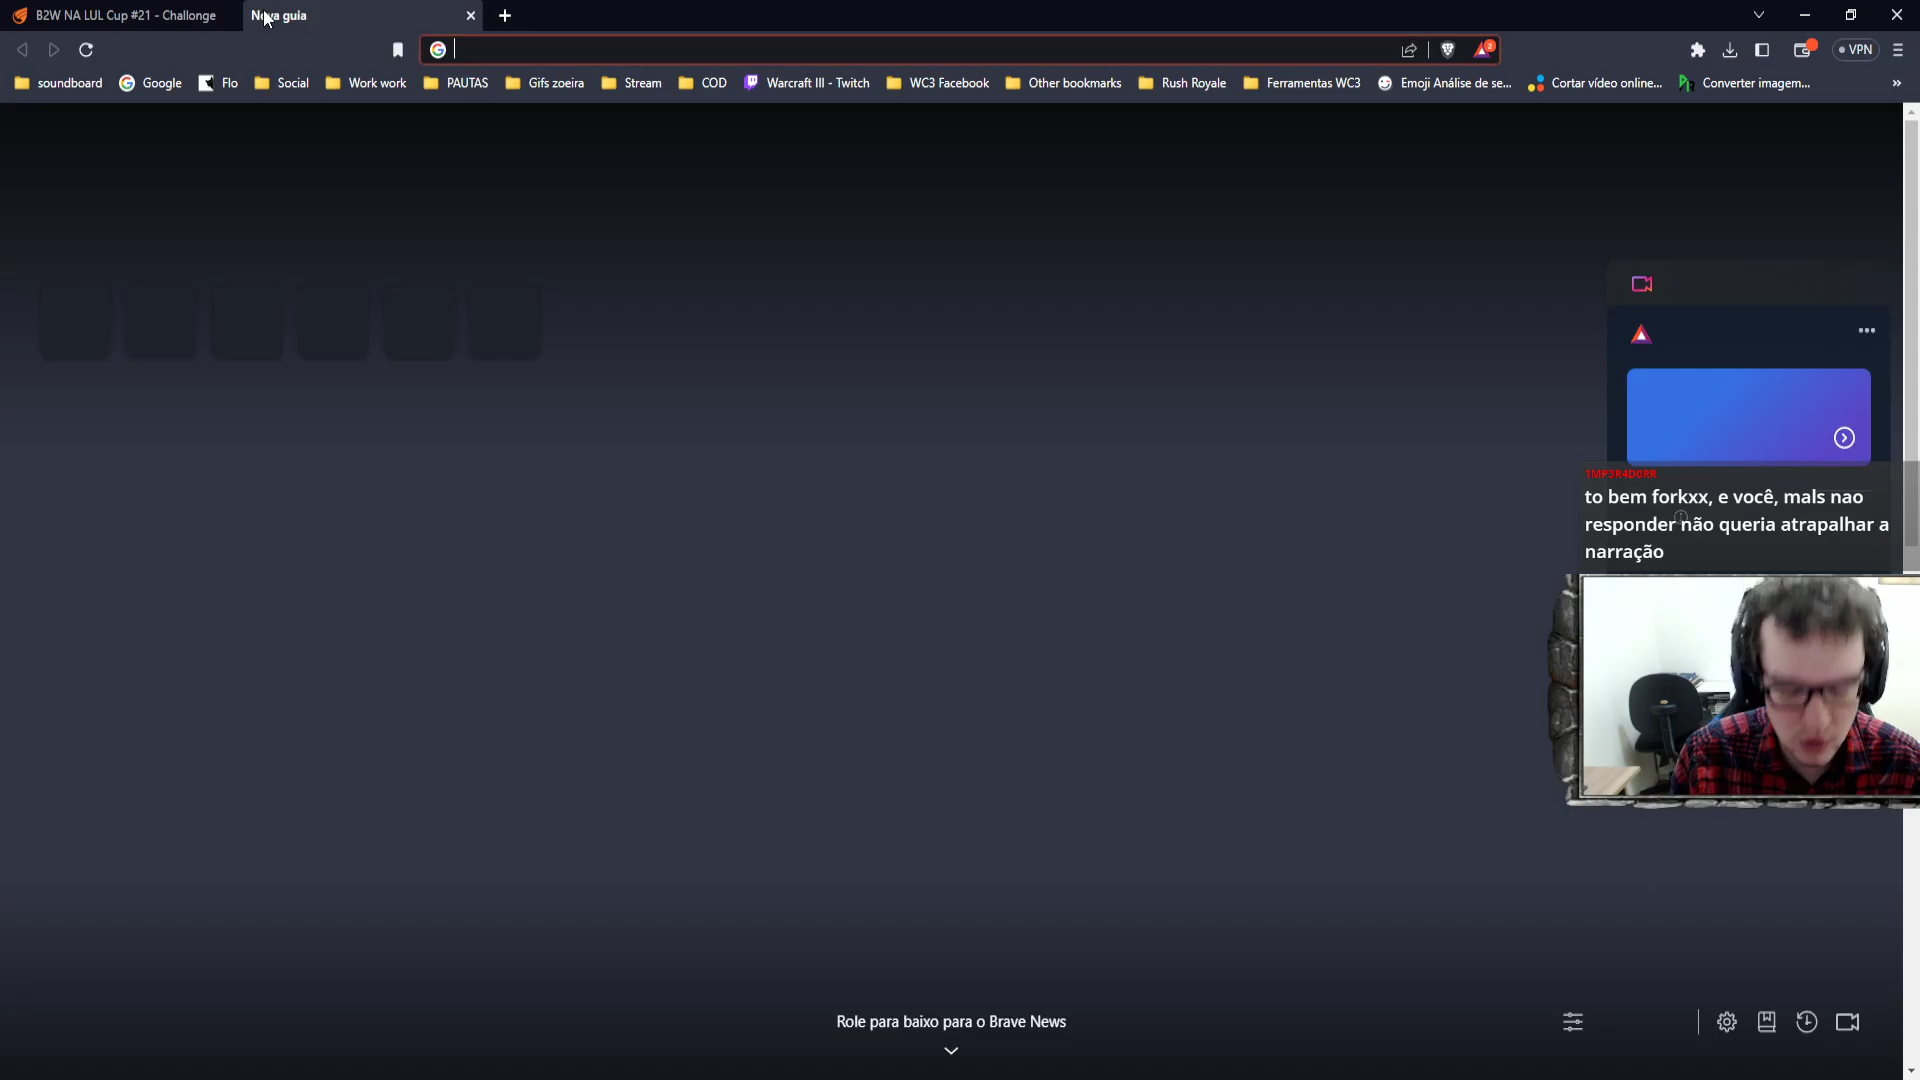 B2W NA LUL Cup #21 - Challonge
Nova guia
VPN
2
soundboard
Google
Flo
Social
Work work
PAUTAS
Gifs zoeira
Stream
COD
Warcraft III - Twitch
WC3 Facebook
Other bookmarks
Rush Royale
Ferramentas WC3
Emoji Análise de se...
Cortar vídeo online...
Converter imagem...
1MP3R4D0RR
to bem forkxx, e você, mals nao
responder não queria atrapalhar a
narração
Role para baixo para o Brave News